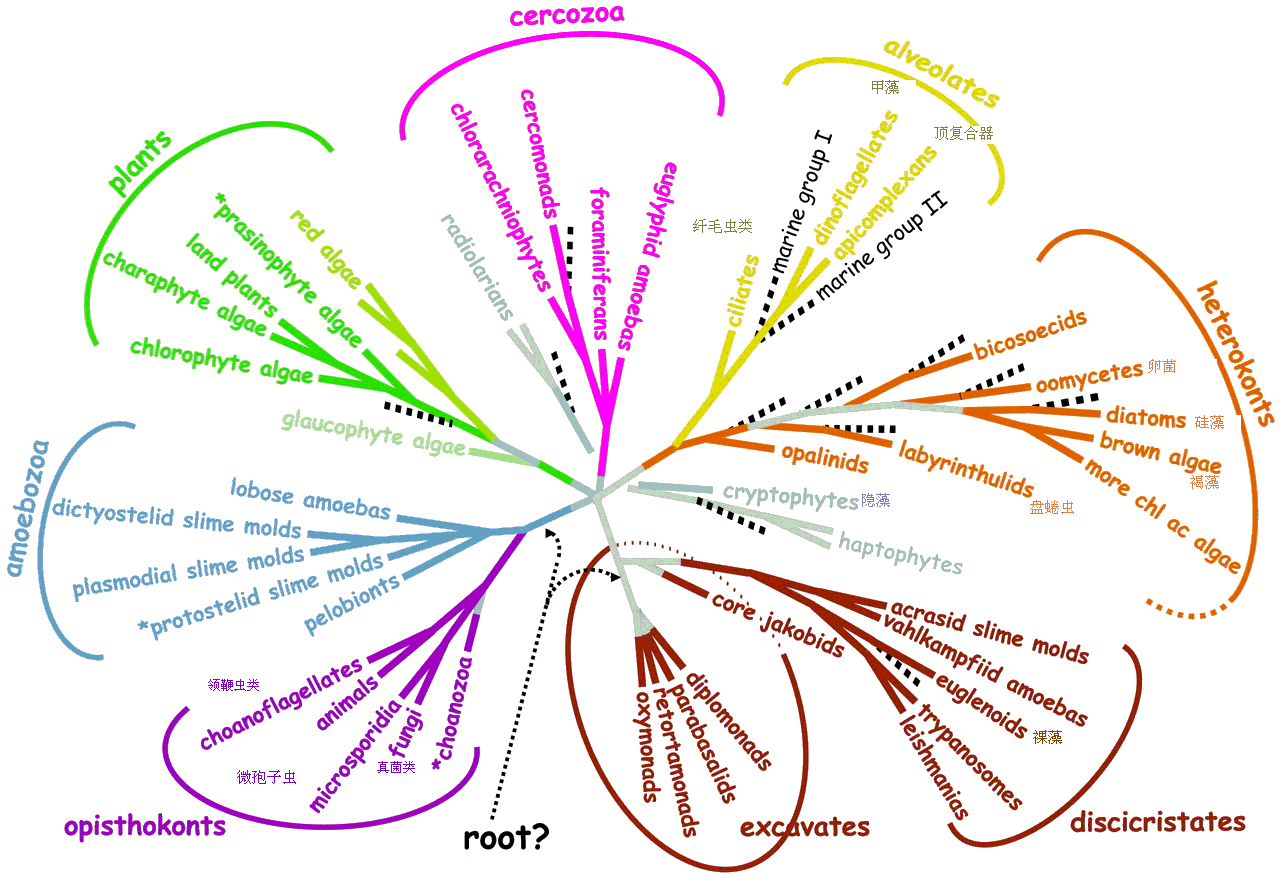 cercozoa
alveolates
plants
heterokonts
amoebozoa
opisthokonts
excavates
discicristates
root?
cercomonads
chlorarachniophytes
foraminiferans
euglyphid amoebas
radiolarians
甲藻
顶复合器
纤毛虫类
ciliates
marine group I
dinoflagellates
apicomplexans
marine group II
red algae
*prasinophyte algae
land plants
charaphyte algae
chlorophyte algae
glaucophyte algae
bicosoecids
oomycetes
卵菌
diatoms
硅藻
brown algae
褐藻
more chl ac algae
labyrinthulids
盘蜷虫
opalinids
cryptophytes
隐藻
haptophytes
lobose amoebas
dictyostelid slime molds
plasmodial slime molds
*protostelid slime molds
pelobionts
choanoflagellates
领鞭虫类
animals
microsporidia
微孢子虫
fungi
真菌类
*choanozoa
core jakobids
diplomonads
parabasalids
retortamonads
oxymonads
acrasid slime molds
vahlkampfiid amoebas
euglenoids
裸藻
trypanosomes
leishmanias